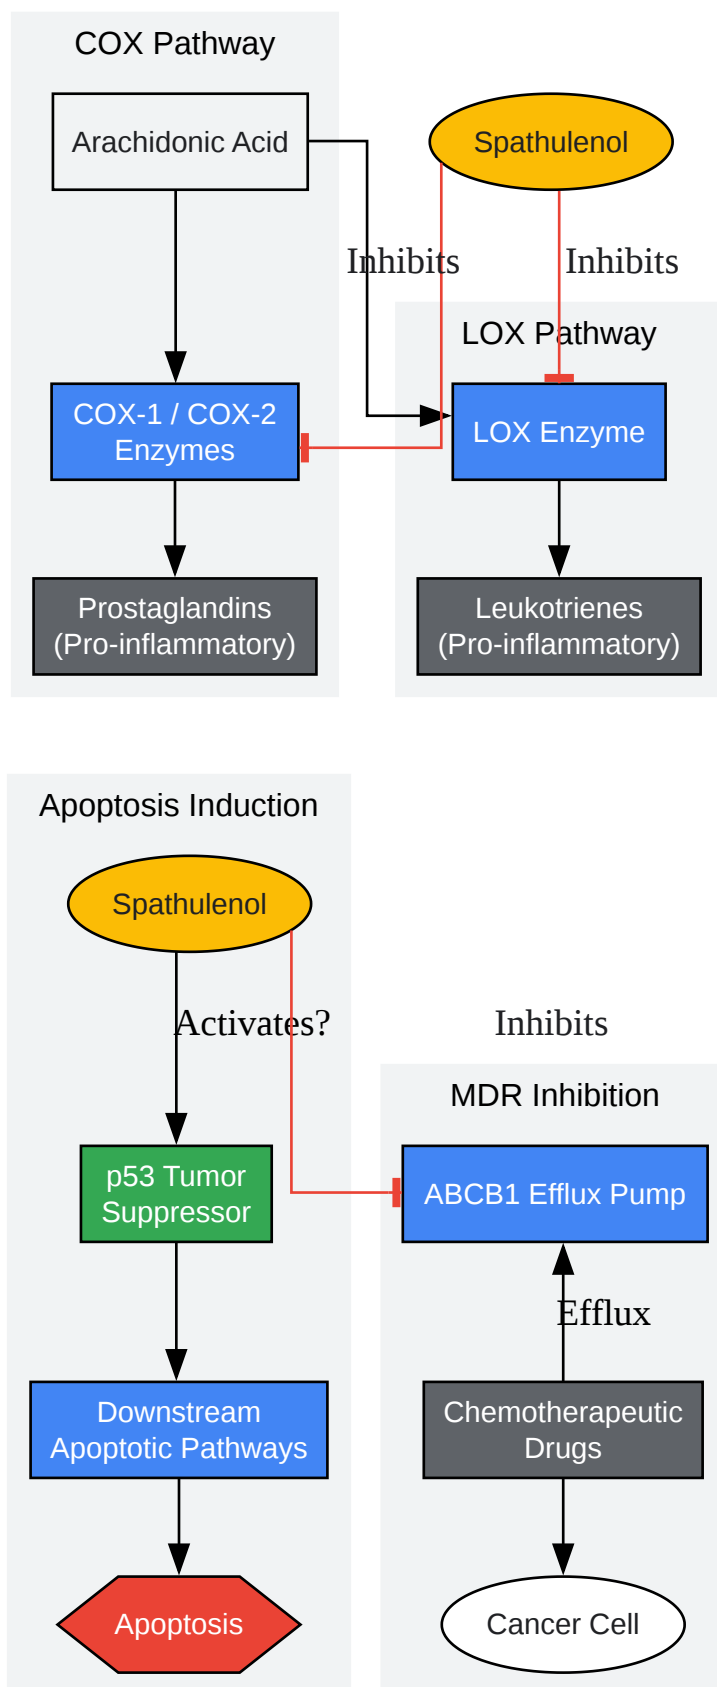 COX Pathway
Arachidonic Acid
Spathulenol
Inhibits
Inhibits
LOX Pathway
COX-1 / COX-2
Enzymes
LOX Enzyme
Prostaglandins
(Pro-inflammatory)
Leukotrienes
(Pro-inflammatory)
Apoptosis Induction
Spathulenol
Activates?
Inhibits
MDR Inhibition
p53 Tumor
Suppressor
ABCB1 Efflux Pump
Efflux
Downstream
Apoptotic Pathways
Chemotherapeutic
Drugs
Apoptosis
Cancer Cell